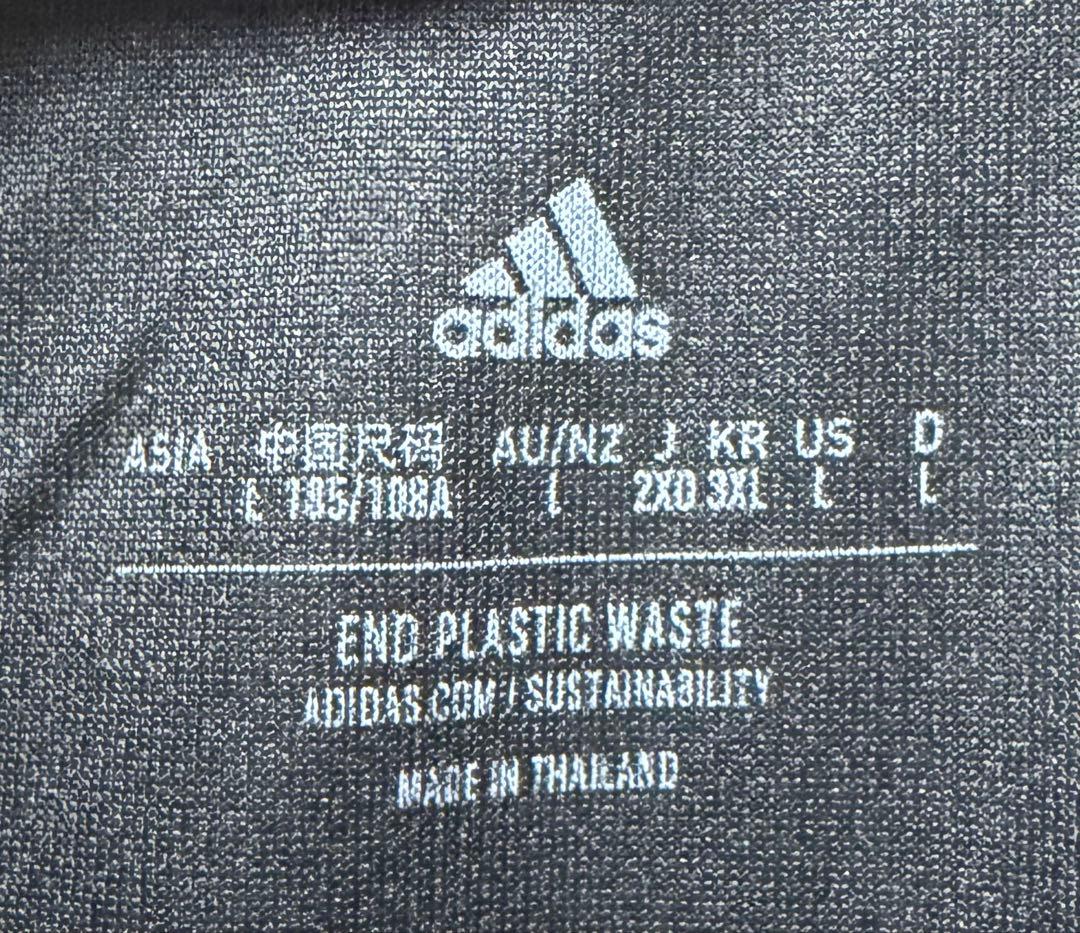 adidas
ASIA 中国尺码 AU/NZ J KR US D
L 185/108A L 2XO 3XL L L
END PLASTIC WASTE
ADIDAS.COM/SUSTAINABILITY
MADE IN THAILAND